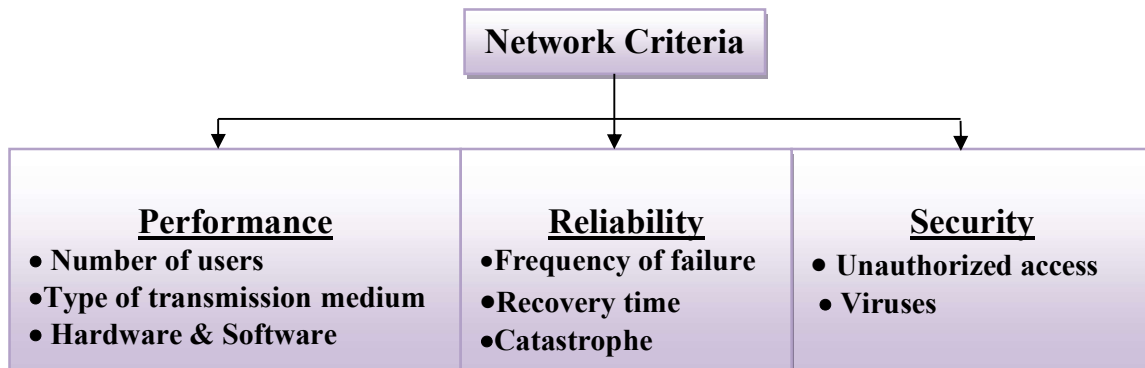 Network Criteria
Performance
• Number of users
•Type of transmission medium
• Hardware & Software
Reliability
•Frequency of failure
•Recovery time
•Catastrophe
Security
• Unauthorized access
• Viruses